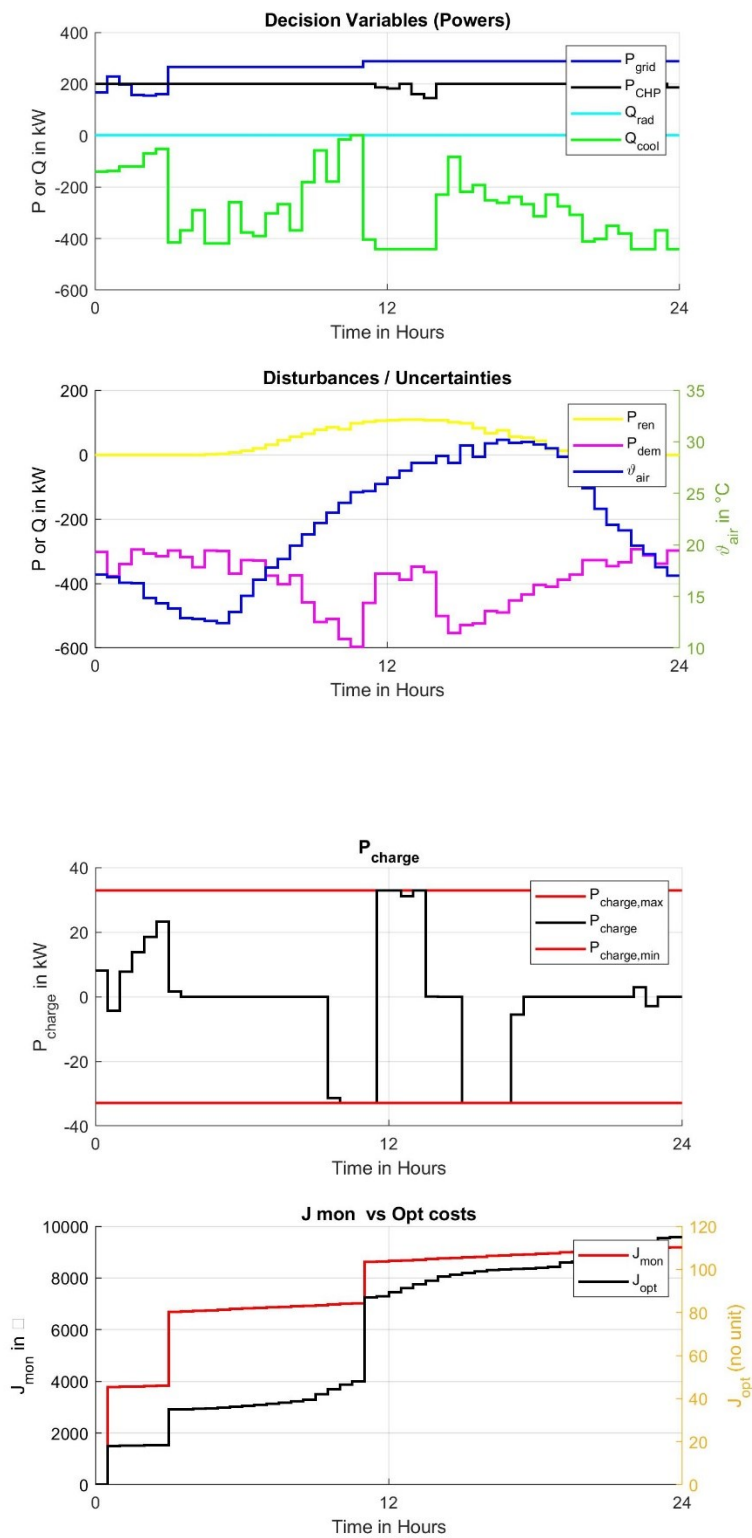 Decision Variables (Powers)
400
200
0
-200
-400
-600
P or Q in kW
P_grid
P_CHP
Q_rad
Q_cool
0
12
24
Time in Hours
Disturbances / Uncertainties
200
0
-200
-400
-600
P or Q in kW
P_ren
P_dem
ϑ_air
35
30
25
20
15
10
ϑ_air in °C
0
12
24
Time in Hours
P_charge
40
20
0
-20
-40
P_charge in kW
P_charge,max
P_charge
P_charge,min
0
12
24
Time in Hours
J mon vs Opt costs
10000
8000
6000
4000
2000
0
J_mon in □
J_mon
J_opt
120
100
80
60
40
20
0
J_opt (no unit)
0
12
24
Time in Hours